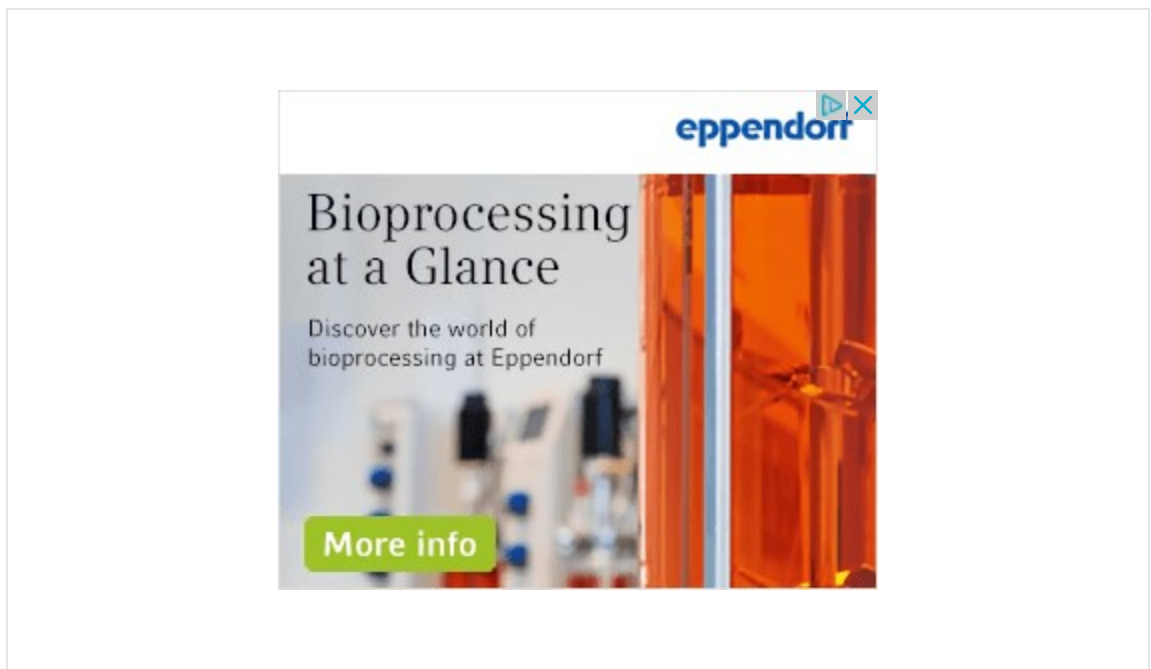 eppendorf
Bioprocessing
at a Glance
Discover the world of
bioprocessing at Eppendorf
More info